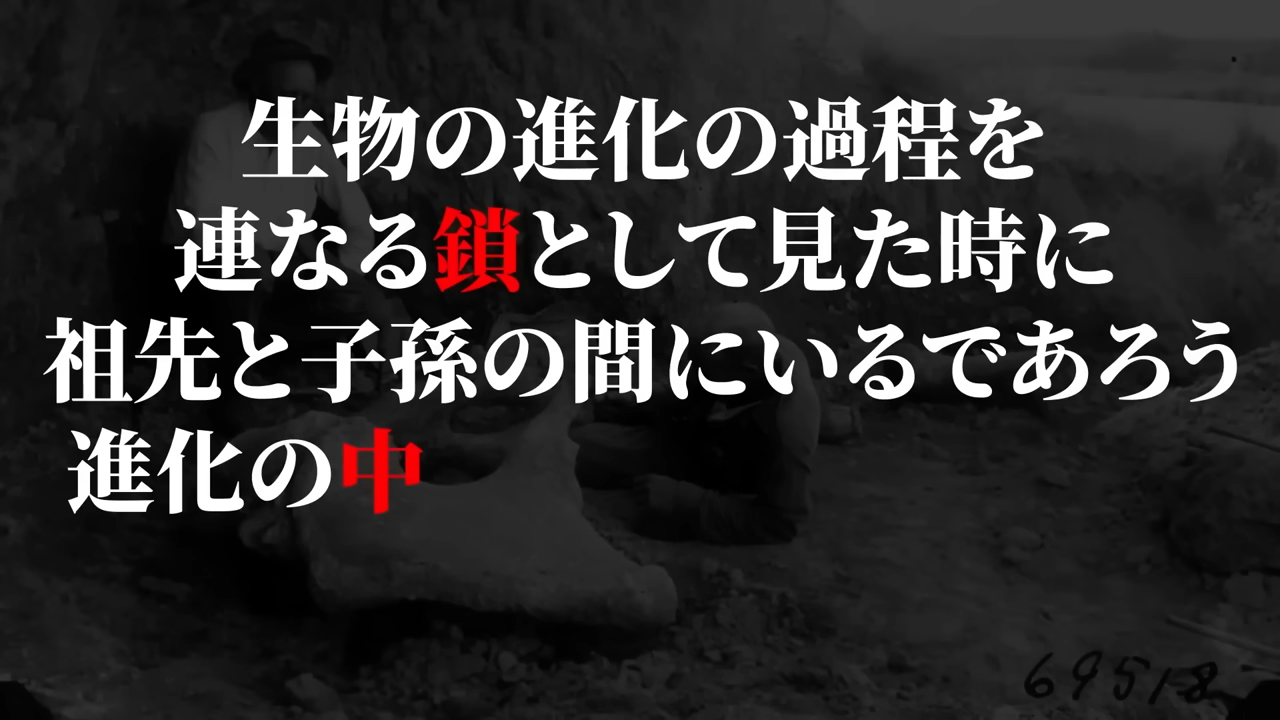 生物の進化の過程を
連なる鎖として見た時に
祖先と子孫の間にいるであろう
進化の中
69518